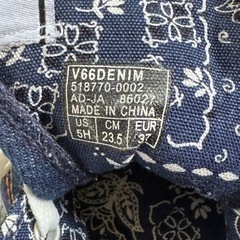 V66DENIM
518770-0002
AD-JA 86027
MADE IN CHINA
US CM EUR
5H 23.5 37